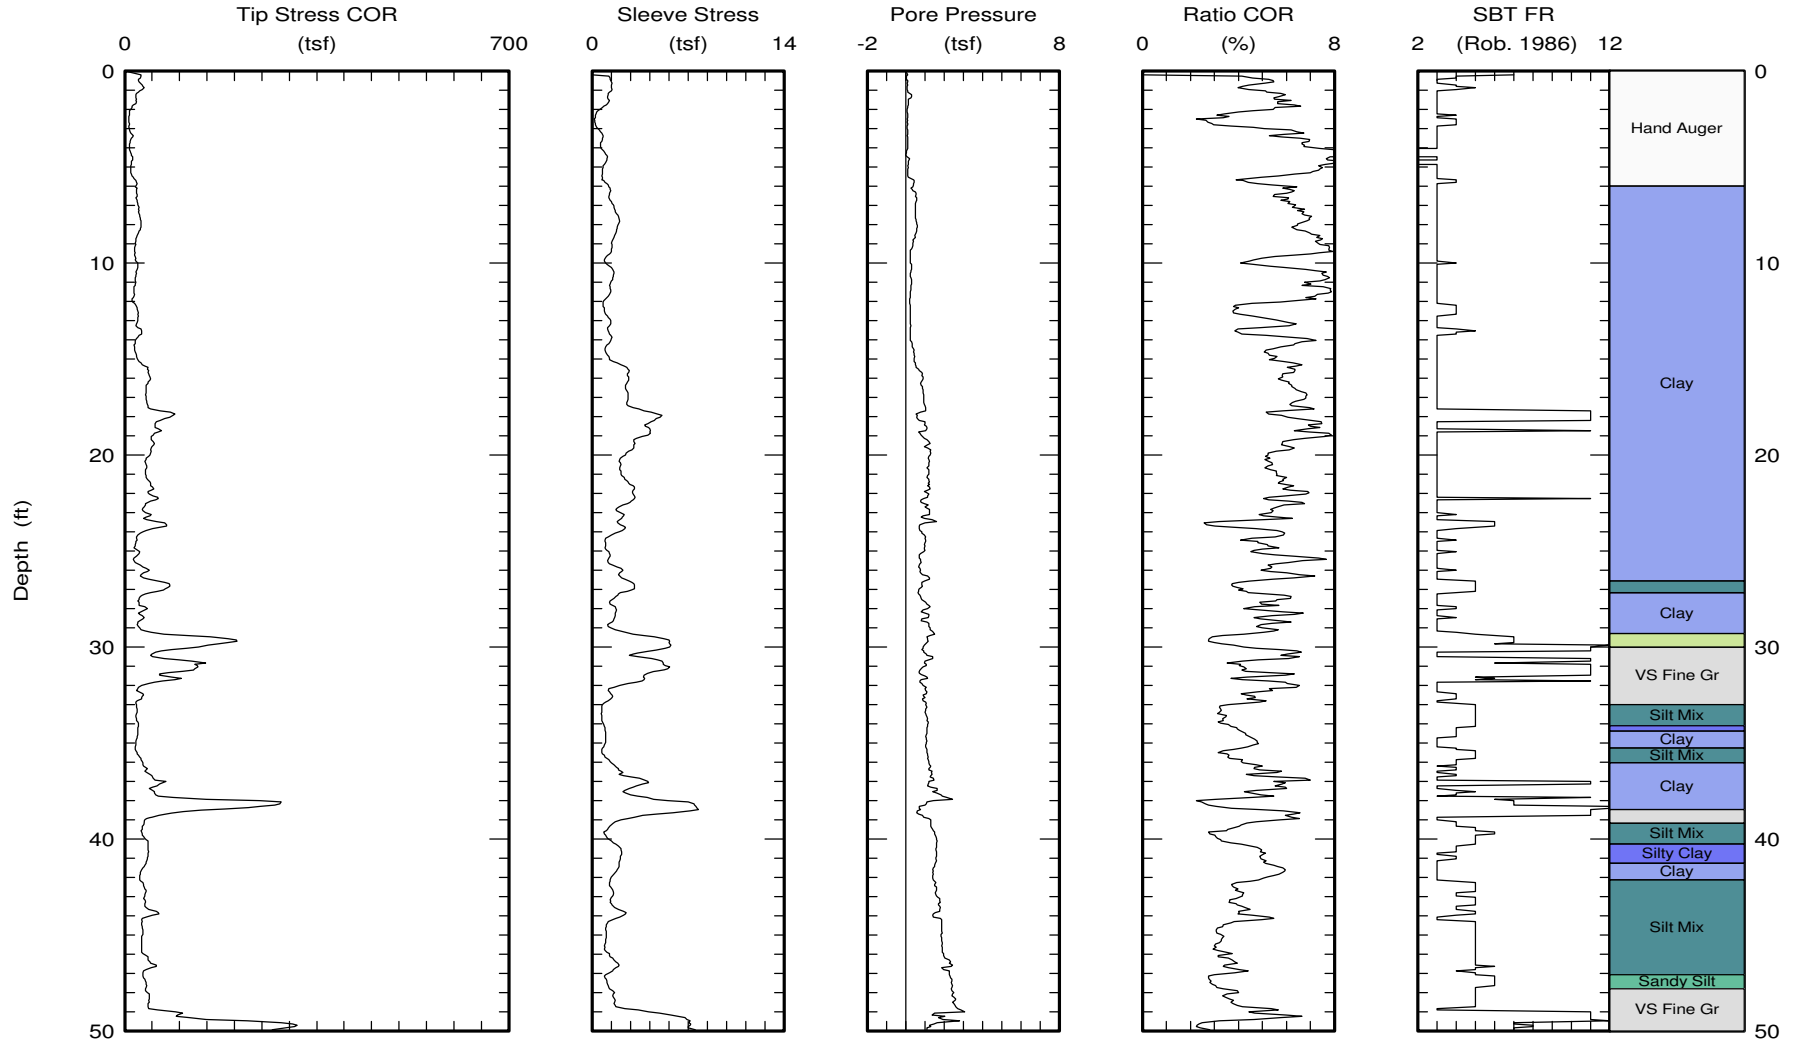 Tip Stress COR Sleeve Stress Pore Pressure Ratio COR SBT FR
0 (tsf) 700 0 (tsf) 14 -2 (tsf) 8 0 (%) 8 2 (Rob. 1986) 12
0 0
Hand Auger
10 10
Clay
20 20
Depth (ft)
Clay
30 30
VS Fine Gr
Silt Mix
Clay
Silt Mix
Clay
40 Silt Mix 40
Silty Clay
Clay
Silt Mix
Sandy Silt
VS Fine Gr
50 50